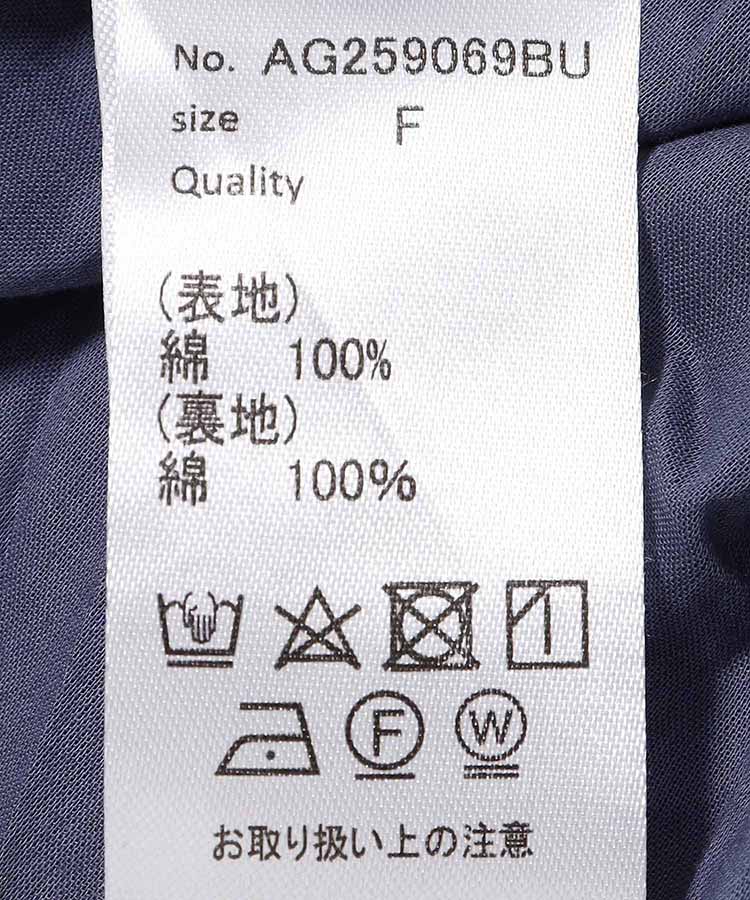 No. AG259069BU
size F
Quality
(表地)
綿 100%
(裏地)
綿 100%
F W
お取り扱い上の注意